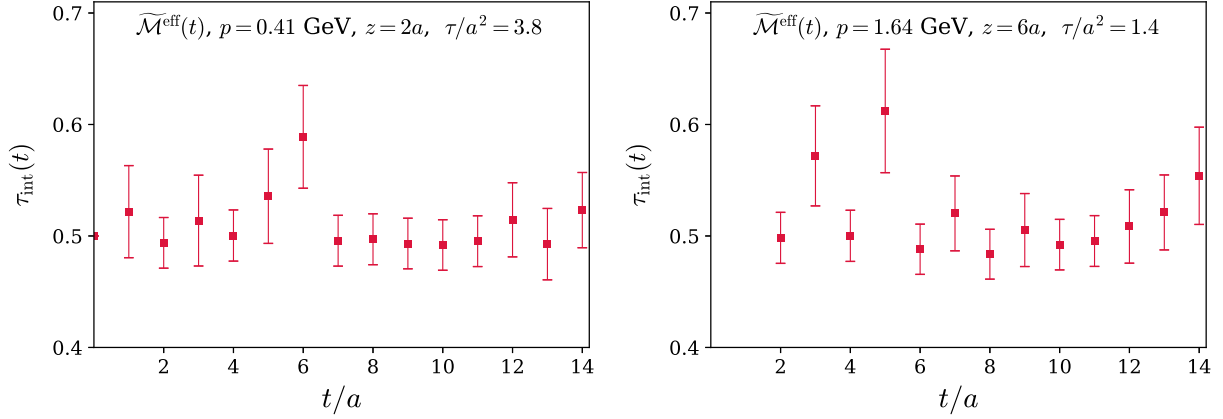 0.7
0.6
0.5
0.4
τint(t)
M̃eff(t), p = 0.41 GeV, z = 2a, τ/a² = 3.8
2 4 6 8 10 12 14
t/a
0.7
0.6
0.5
0.4
τint(t)
M̃eff(t), p = 1.64 GeV, z = 6a, τ/a² = 1.4
2 4 6 8 10 12 14
t/a